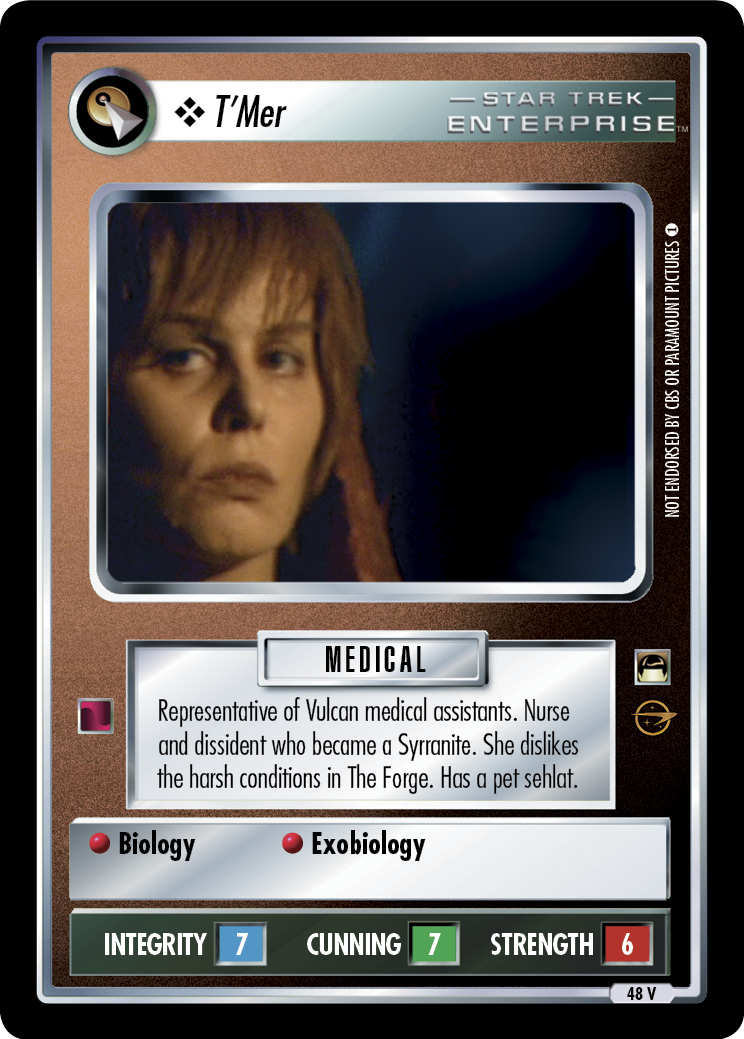 ❖ T'Mer
STAR TREK
ENTERPRISE™
NOT ENDORSED BY CBS OR PARAMOUNT PICTURES 1
MEDICAL
Representative of Vulcan medical assistants. Nurse
and dissident who became a Syrranite. She dislikes
the harsh conditions in The Forge. Has a pet sehlat.
Biology Exobiology
INTEGRITY 7 CUNNING 7 STRENGTH 6
48 V